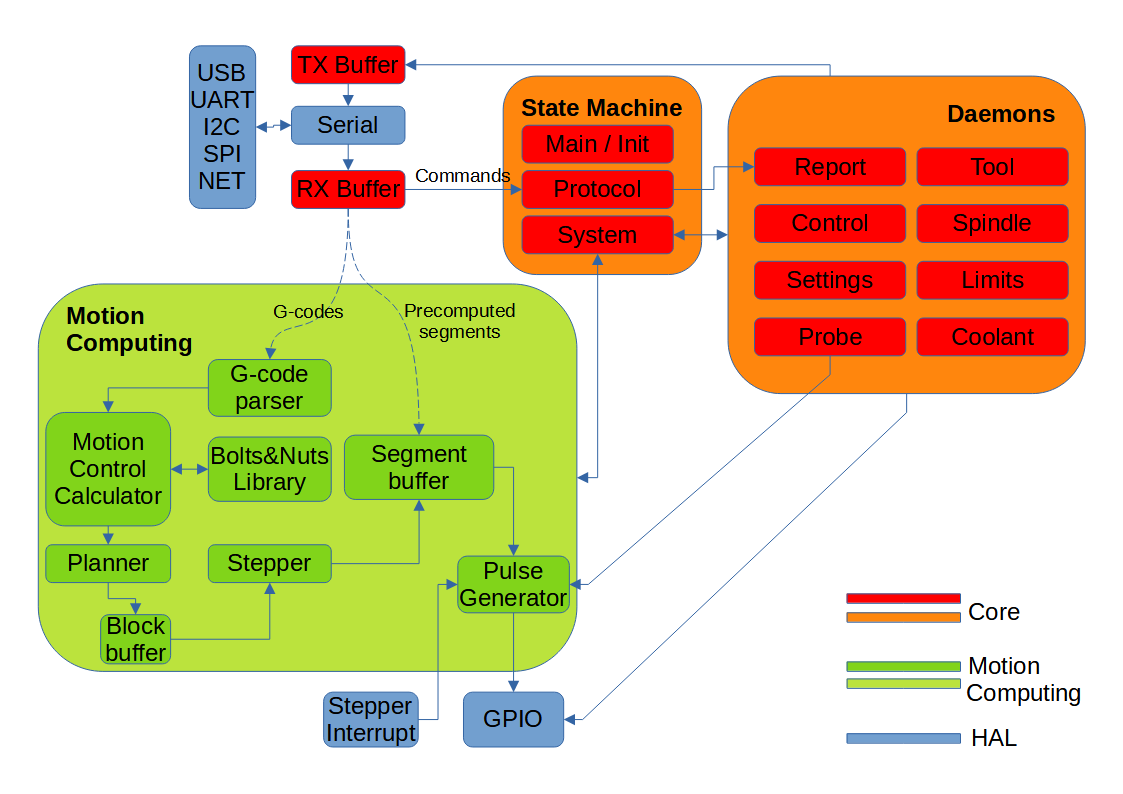 USB
UART
I2C
SPI
NET
TX Buffer
Serial
RX Buffer
Commands
State Machine
Main / Init
Protocol
System
Daemons
Report
Tool
Control
Spindle
Settings
Limits
Probe
Coolant
G-codes
Precomputed
segments
Motion
Computing
G-code
parser
Motion
Control
Calculator
Bolts&Nuts
Library
Segment
buffer
Planner
Stepper
Pulse
Generator
Block
buffer
Stepper
Interrupt
GPIO
Core
Motion
Computing
HAL